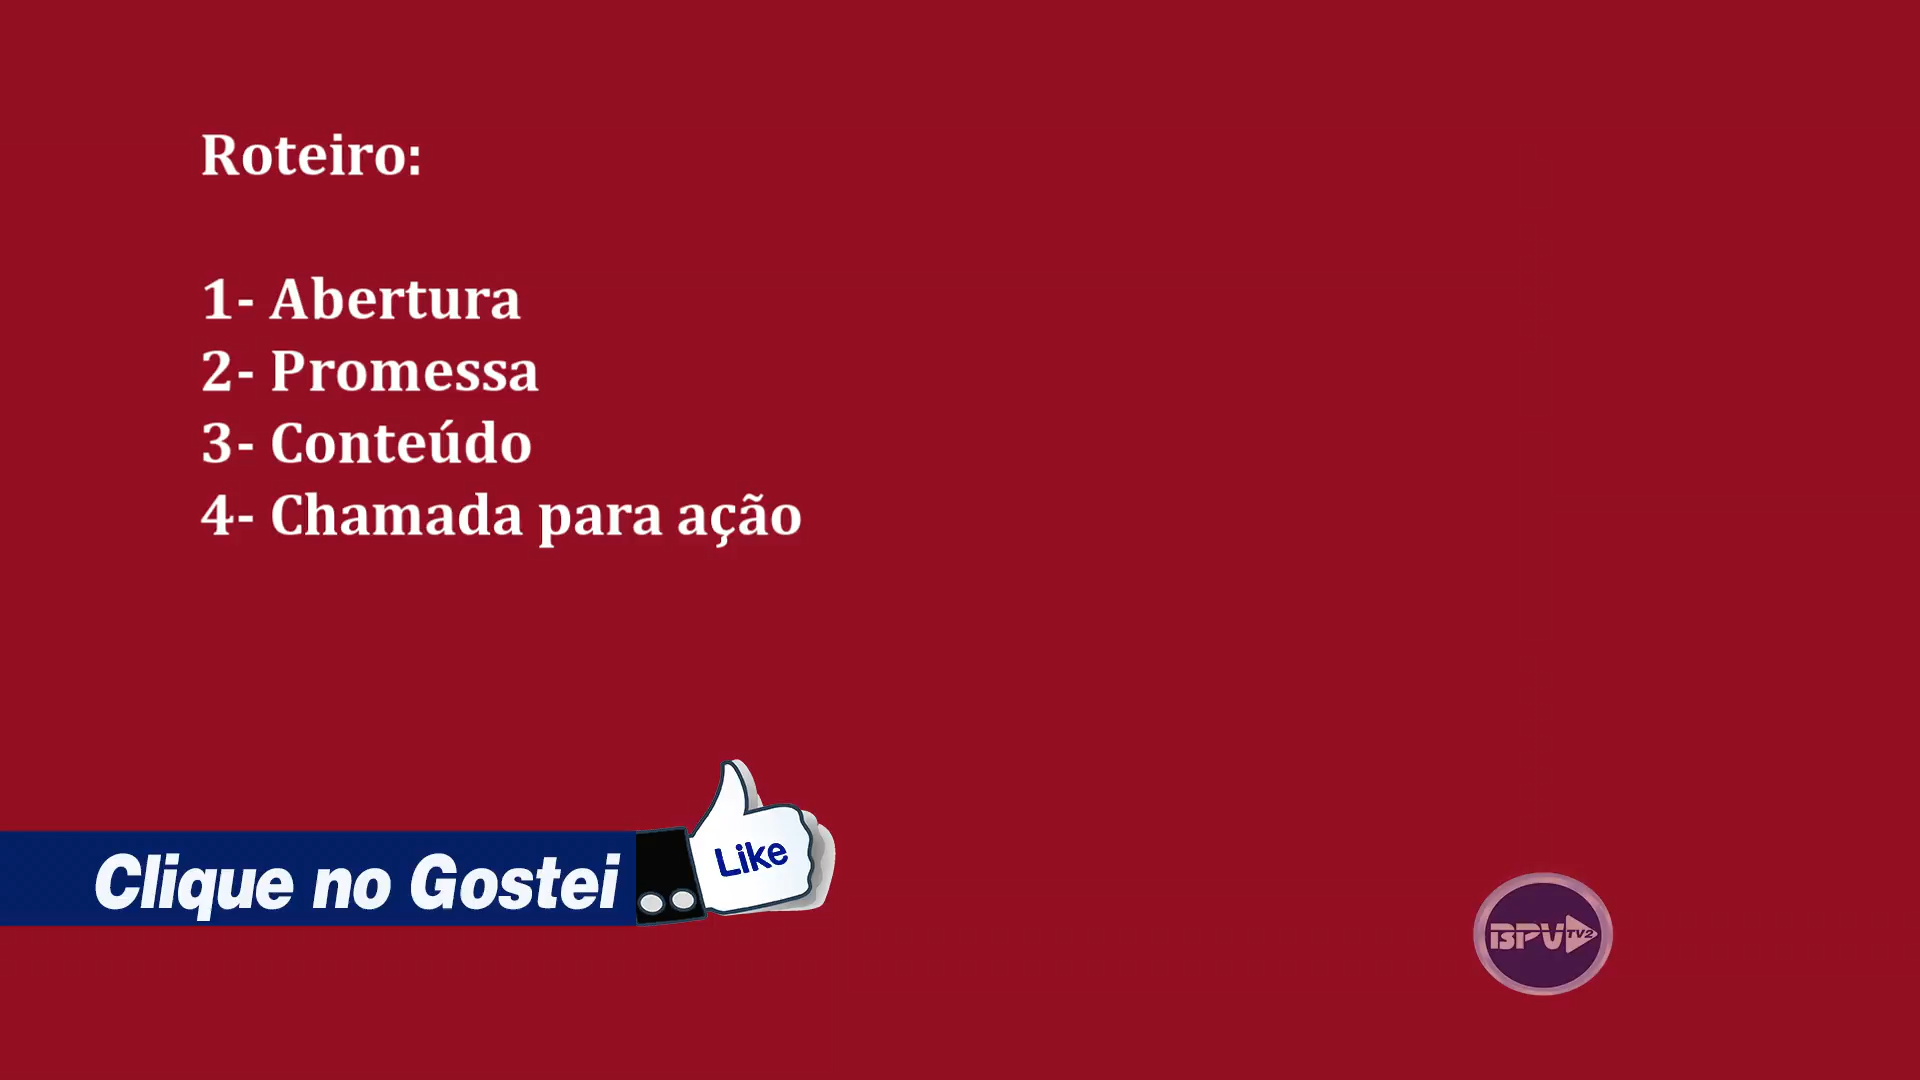 Roteiro:
1- Abertura
2- Promessa
3- Conteúdo
4- Chamada para ação
Clique no Gostei
Like
BPV TV2